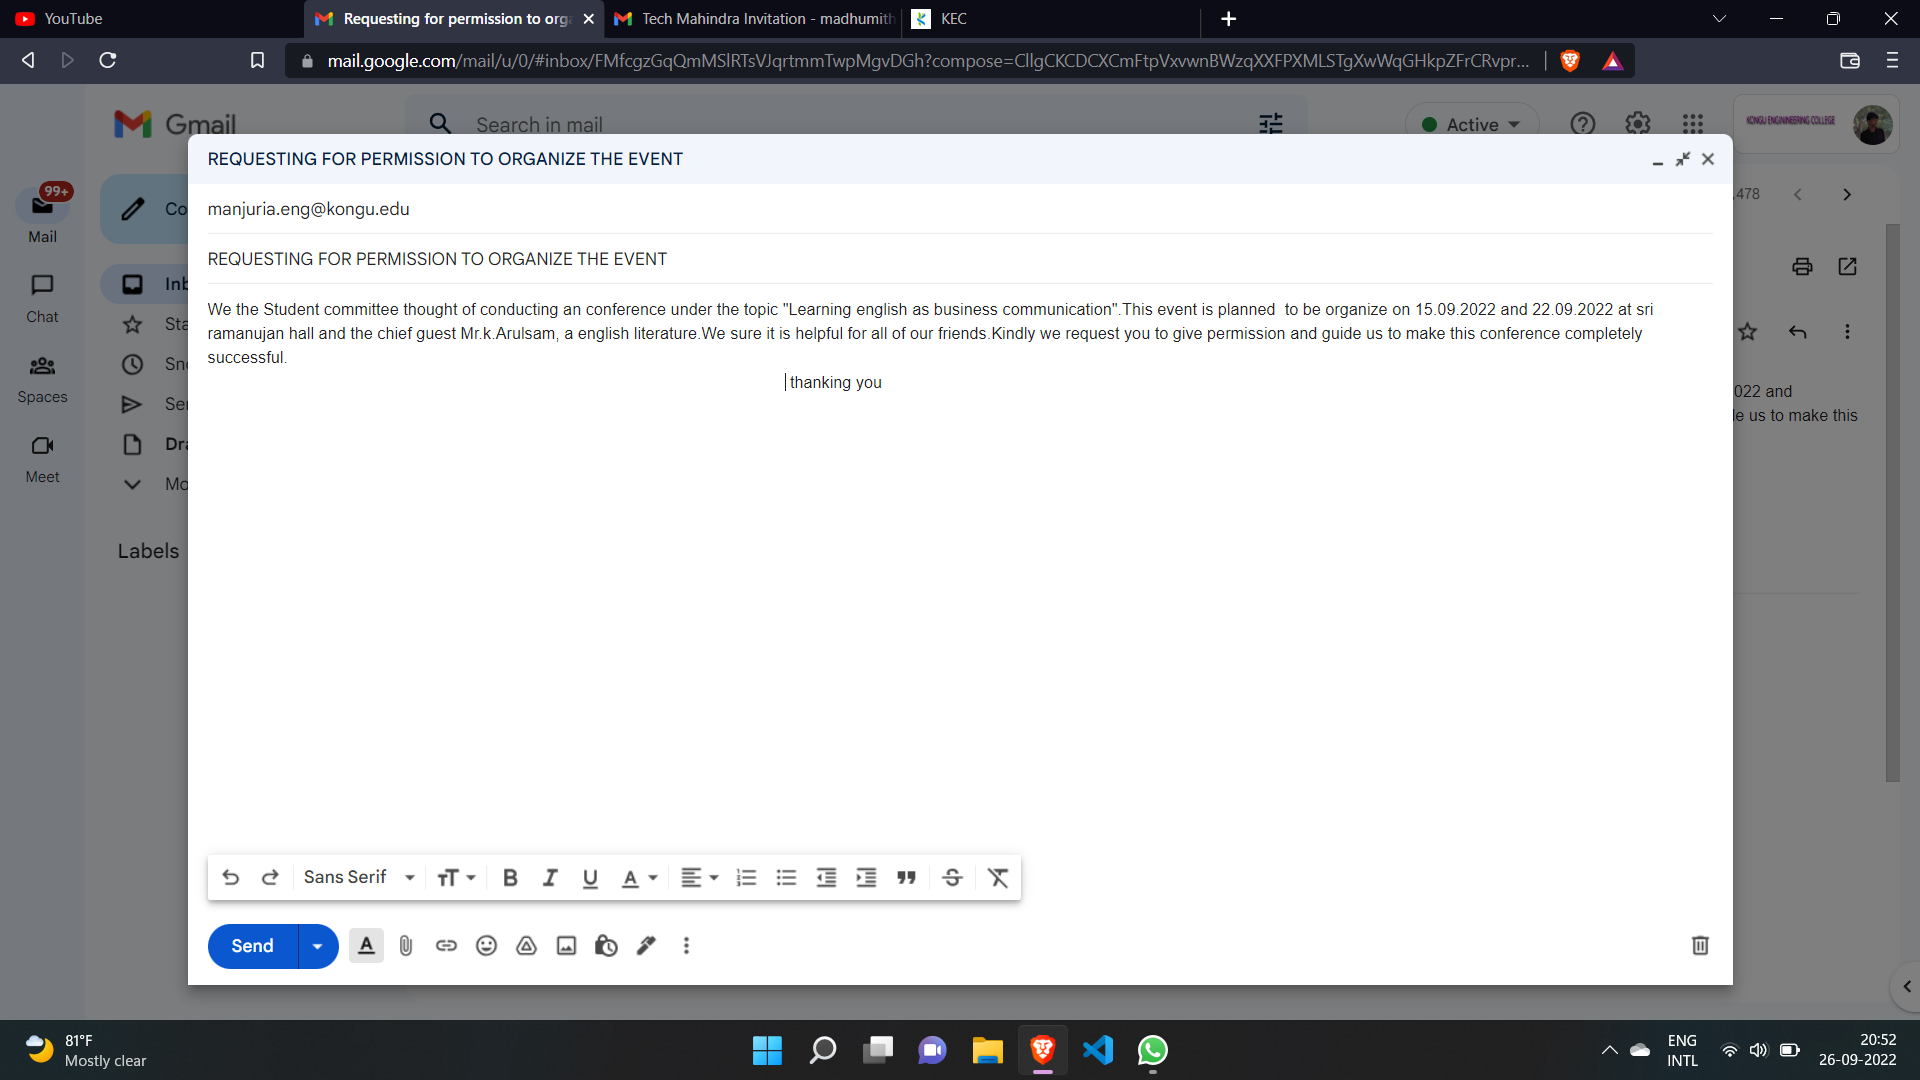 YouTube
Requesting for permission to orga
Tech Mahindra Invitation - madhumith
KEC
mail.google.com/mail/u/0/#inbox/FMfcgzGqQmMSlRTsVJqrtmmTwpMgvDGh?compose=CllgCKCDCXCmFtpVxvwnBWzqXXFPXMLSTgXwWqGHkpZFrCRvpr...
Gmail
Search in mail
Active
KONGU ENGINEERING COLLEGE
REQUESTING FOR PERMISSION TO ORGANIZE THE EVENT
99+
Mail
Co
,478
manjuria.eng@kongu.edu
Chat
Inb
REQUESTING FOR PERMISSION TO ORGANIZE THE EVENT
Sta
We the Student committee thought of conducting an conference under the topic "Learning english as business communication".This event is planned  to be organize on 15.09.2022 and 22.09.2022 at sri
ramanujan hall and the chief guest Mr.k.Arulsam, a english literature.We sure it is helpful for all of our friends.Kindly we request you to give permission and guide us to make this conference completely
successful.
thanking you
Spaces
Sno
Sen
Meet
Dra
Mo
022 and
le us to make this
Labels
Sans Serif
Send
81°F
Mostly clear
ENG
INTL
20:52
26-09-2022